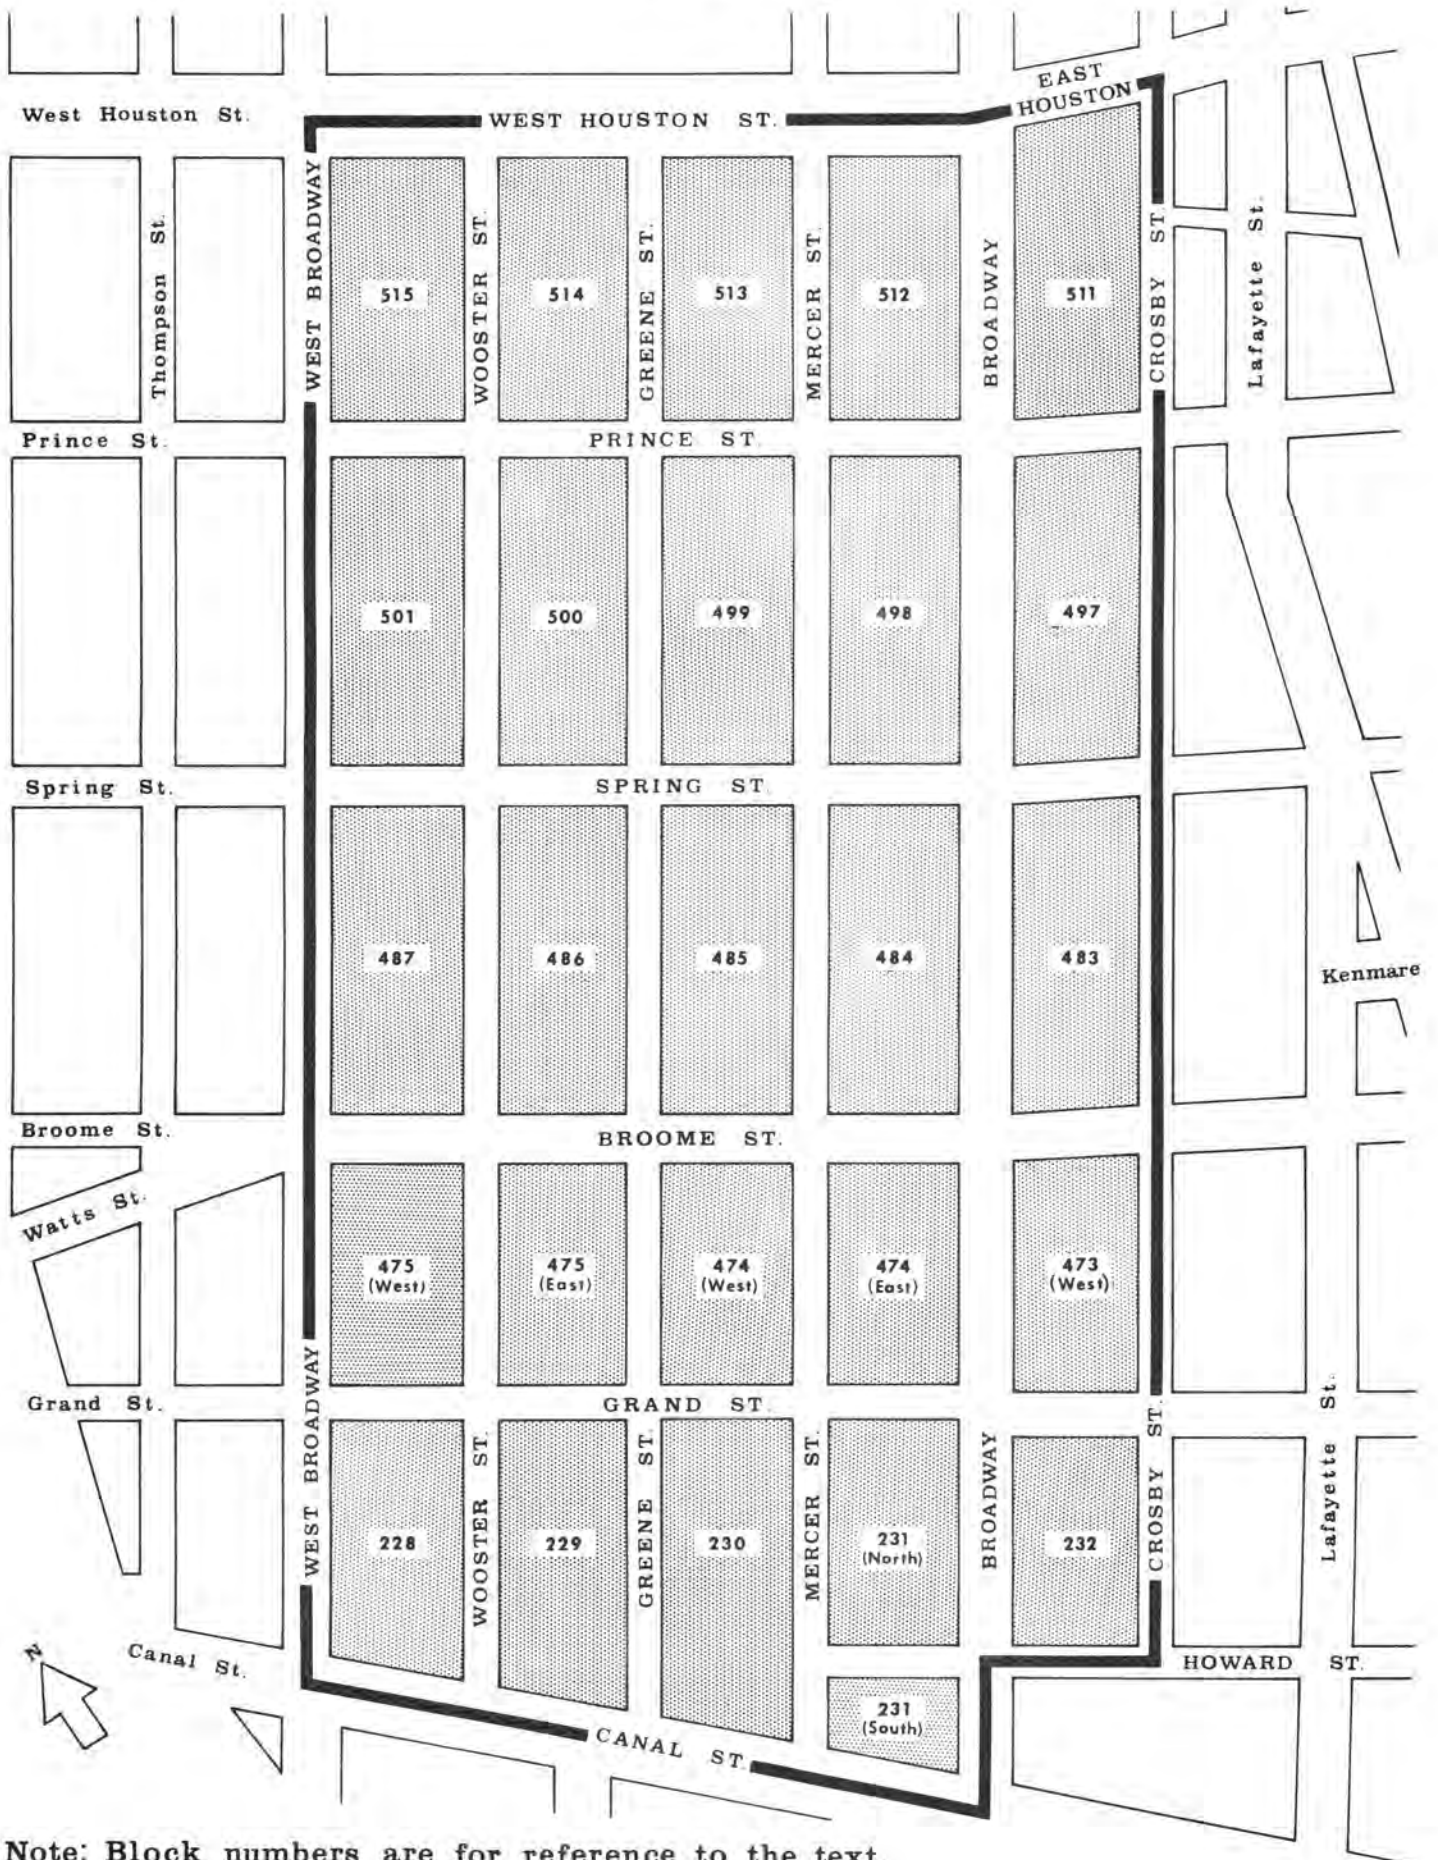 EAST
HOUSTON
West Houston St.
WEST HOUSTON ST.
Thompson St.
WEST BROADWAY
WOOSTER ST.
GREENE ST.
MERCER ST.
BROADWAY
CROSBY ST.
Lafayette St.
515
514
513
512
511
Prince St.
PRINCE ST.
501
500
499
498
497
Spring St.
SPRING ST.
487
486
485
484
483
Kenmare
Broome St.
BROOME ST.
Watts St.
475
(West)
475
(East)
474
(West)
474
(East)
473
(West)
Grand St.
GRAND ST.
WEST BROADWAY
WOOSTER ST.
GREENE ST.
MERCER ST.
BROADWAY
CROSBY ST.
Lafayette St.
228
229
230
231
(North)
232
N
Canal St.
HOWARD ST.
231
(South)
CANAL ST.
Note: Block numbers are for reference to the text.